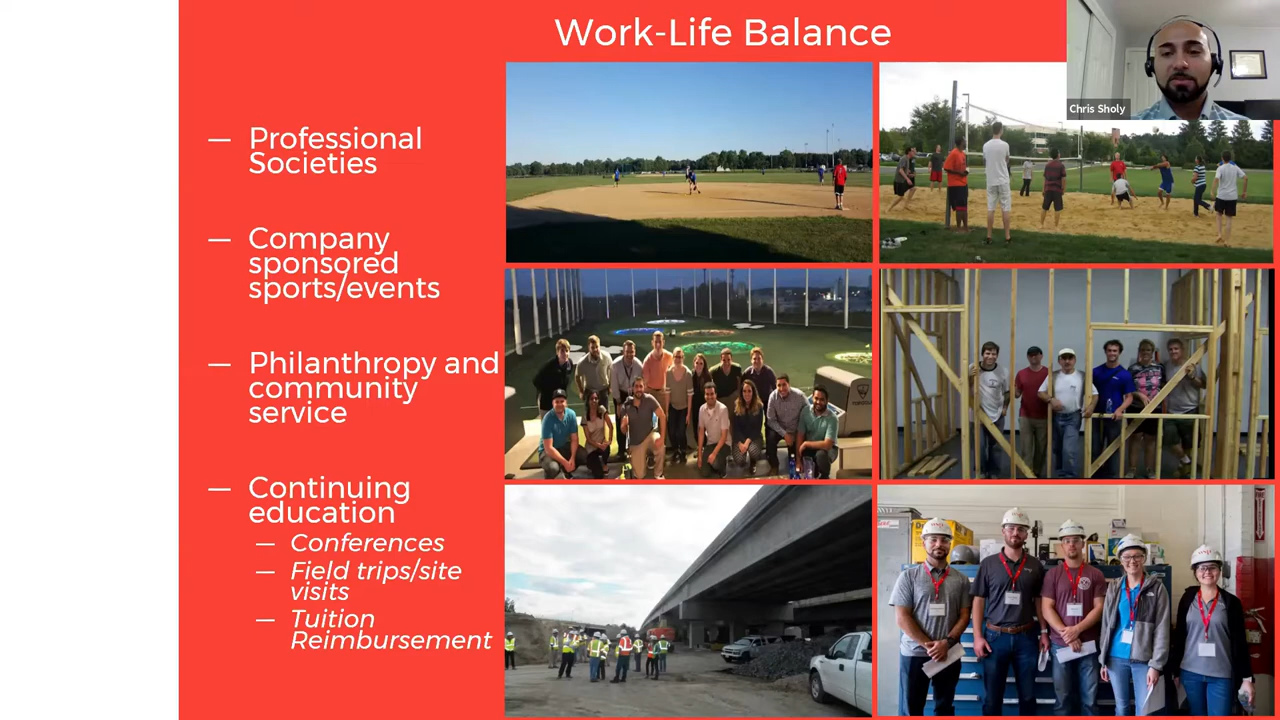 Work-Life Balance
Chris Sholy
— Professional
Societies
— Company
sponsored
sports/events
— Philanthropy and
community
service
— Continuing
education
— Conferences
— Field trips/site
visits
— Tuition
Reimbursement